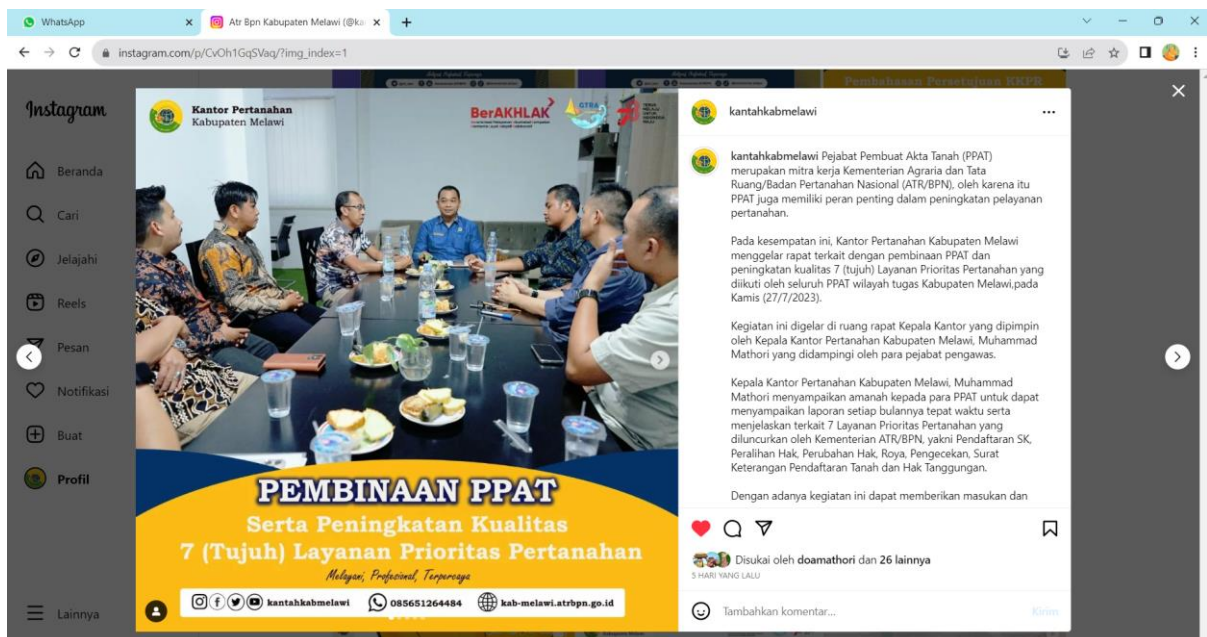 WhatsApp
Atr Bpn Kabupaten Melawi (@ka
instagram.com/p/CvOh1GqSVaq/?img_index=1
Pembahasan Persetujuan KKPR
Instagram
Beranda
Cari
Jelajahi
Reels
Pesan
Notifikasi
Buat
Profil
Lainnya
Kantor Pertanahan
Kabupaten Melawi
BerAKHLAK
GTRA
PEMBINAAN PPAT
Serta Peningkatan Kualitas
7 (Tujuh) Layanan Prioritas Pertanahan
Melayani, Profesional, Terpercaya
kantahkabmelawi
085651264484
kab-melawi.atrbpn.go.id
kantahkabmelawi
kantahkabmelawi Pejabat Pembuat Akta Tanah (PPAT)
merupakan mitra kerja Kementerian Agraria dan Tata
Ruang/Badan Pertanahan Nasional (ATR/BPN), oleh karena itu
PPAT juga memiliki peran penting dalam peningkatan pelayanan
pertanahan.
Pada kesempatan ini, Kantor Pertanahan Kabupaten Melawi
menggelar rapat terkait dengan pembinaan PPAT dan
peningkatan kualitas 7 (tujuh) Layanan Prioritas Pertanahan yang
diikuti oleh seluruh PPAT wilayah tugas Kabupaten Melawi,pada
Kamis (27/7/2023).
Kegiatan ini digelar di ruang rapat Kepala Kantor yang dipimpin
oleh Kepala Kantor Pertanahan Kabupaten Melawi, Muhammad
Mathori yang didampingi oleh para pejabat pengawas.
Kepala Kantor Pertanahan Kabupaten Melawi, Muhammad
Mathori menyampaikan amanah kepada para PPAT untuk dapat
menyampaikan laporan setiap bulannya tepat waktu serta
menjelaskan terkait 7 Layanan Prioritas Pertanahan yang
diluncurkan oleh Kementerian ATR/BPN, yakni Pendaftaran SK,
Peralihan Hak, Perubahan Hak, Roya, Pengecekan, Surat
Keterangan Pendaftaran Tanah dan Hak Tanggungan.
Dengan adanya kegiatan ini dapat memberikan masukan dan
Disukai oleh doamathori dan 26 lainnya
5 HARI YANG LALU
Tambahkan komentar...
Kirim